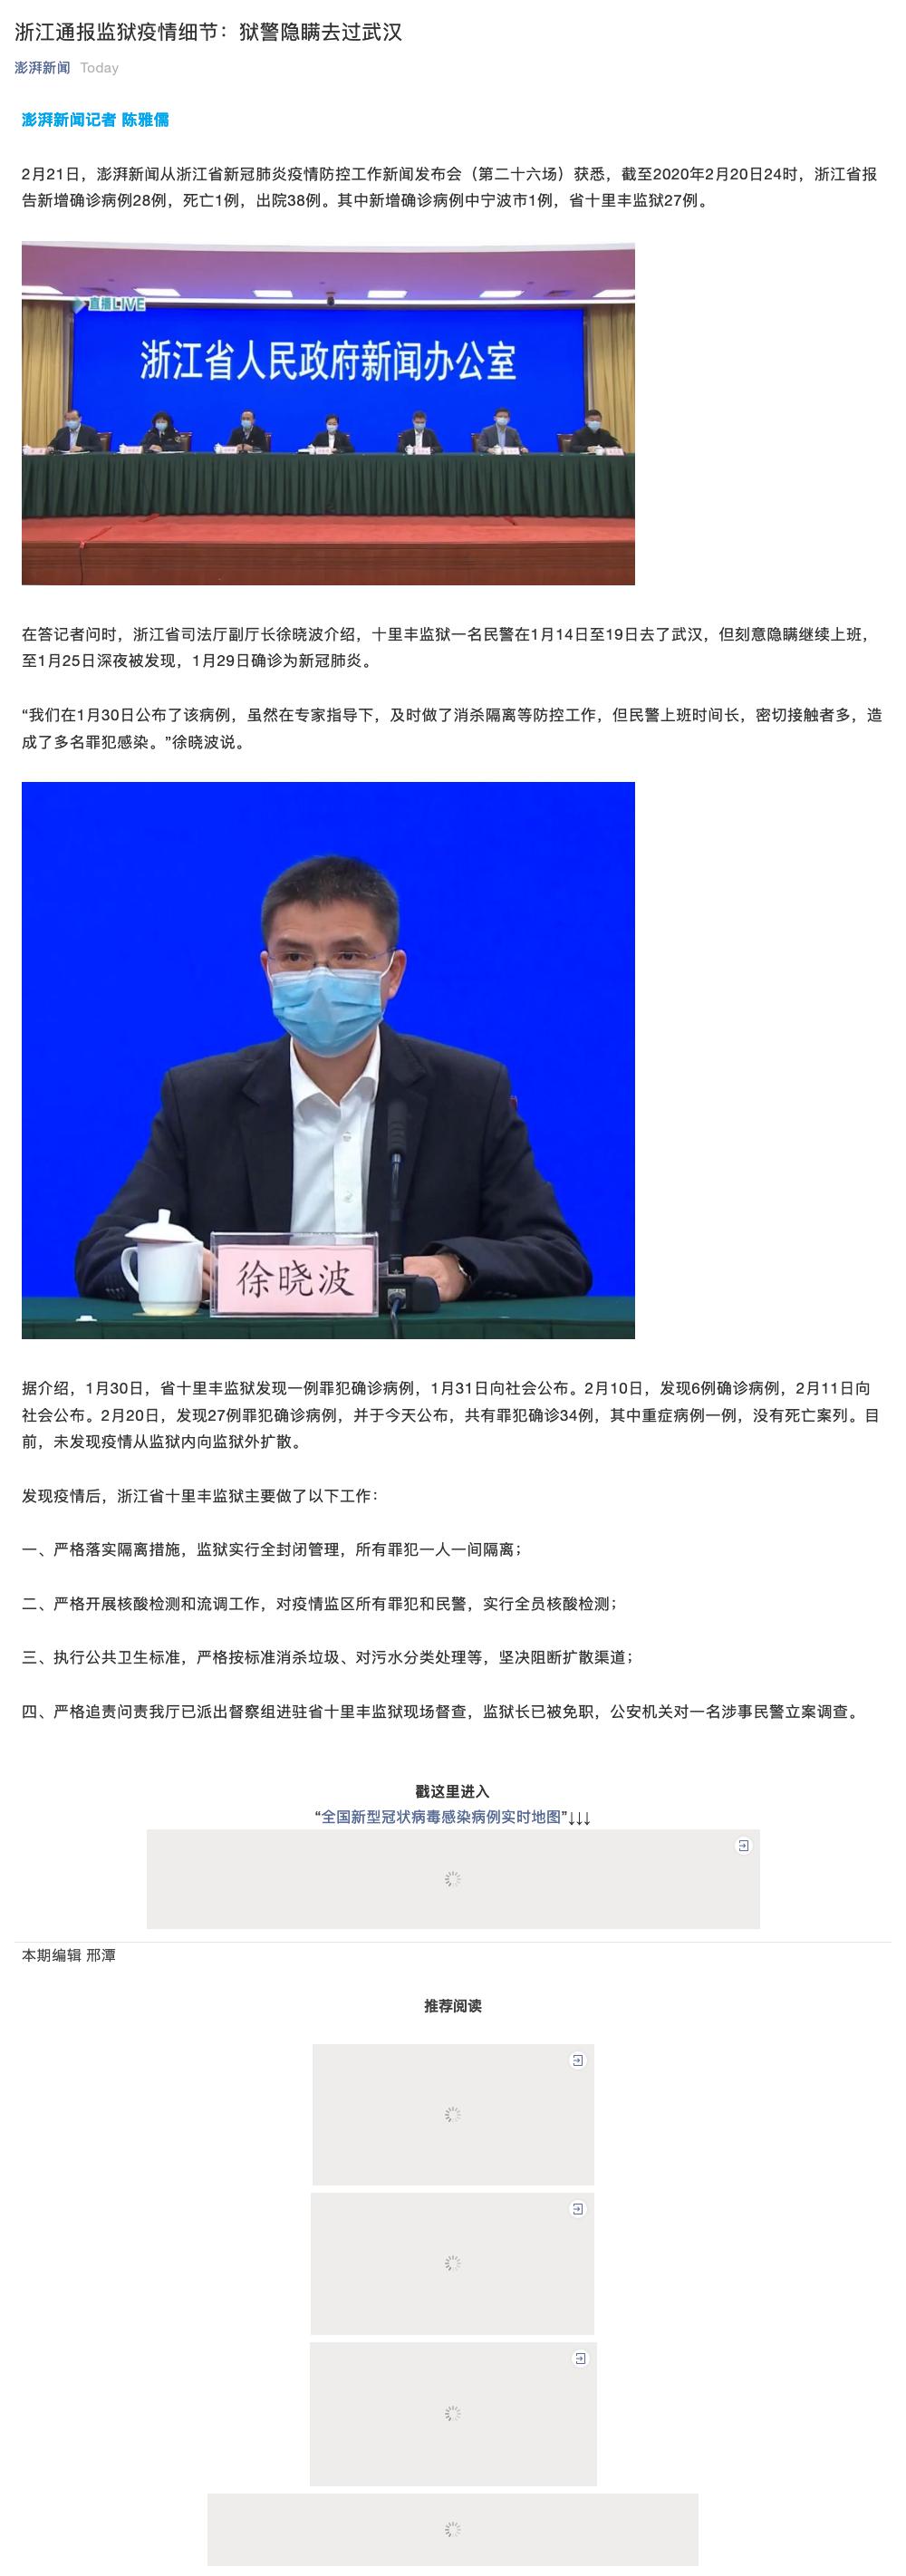 浙江通报监狱疫情细节：狱警隐瞒去过武汉
澎湃新闻 Today
澎湃新闻记者 陈雅儒
2月21日，澎湃新闻从浙江省新冠肺炎疫情防控工作新闻发布会（第二十六场）获悉，截至2020年2月20日24时，浙江省报
告新增确诊病例28例，死亡1例，出院38例。其中新增确诊病例中宁波市1例，省十里丰监狱27例。
直播LIVE
浙江省人民政府新闻办公室
在答记者问时，浙江省司法厅副厅长徐晓波介绍，十里丰监狱一名民警在1月14日至19日去了武汉，但刻意隐瞒继续上班，
至1月25日深夜被发现，1月29日确诊为新冠肺炎。
“我们在1月30日公布了该病例，虽然在专家指导下，及时做了消杀隔离等防控工作，但民警上班时间长，密切接触者多，造
成了多名罪犯感染。”徐晓波说。
徐晓波
据介绍，1月30日，省十里丰监狱发现一例罪犯确诊病例，1月31日向社会公布。2月10日，发现6例确诊病例，2月11日向
社会公布。2月20日，发现27例罪犯确诊病例，并于今天公布，共有罪犯确诊34例，其中重症病例一例，没有死亡案列。目
前，未发现疫情从监狱内向监狱外扩散。
发现疫情后，浙江省十里丰监狱主要做了以下工作：
一、严格落实隔离措施，监狱实行全封闭管理，所有罪犯一人一间隔离；
二、严格开展核酸检测和流调工作，对疫情监区所有罪犯和民警，实行全员核酸检测；
三、执行公共卫生标准，严格按标准消杀垃圾、对污水分类处理等，坚决阻断扩散渠道；
四、严格追责问责我厅已派出督察组进驻省十里丰监狱现场督查，监狱长已被免职，公安机关对一名涉事民警立案调查。
戳这里进入
“全国新型冠状病毒感染病例实时地图”↓↓↓
本期编辑 邢潭
推荐阅读